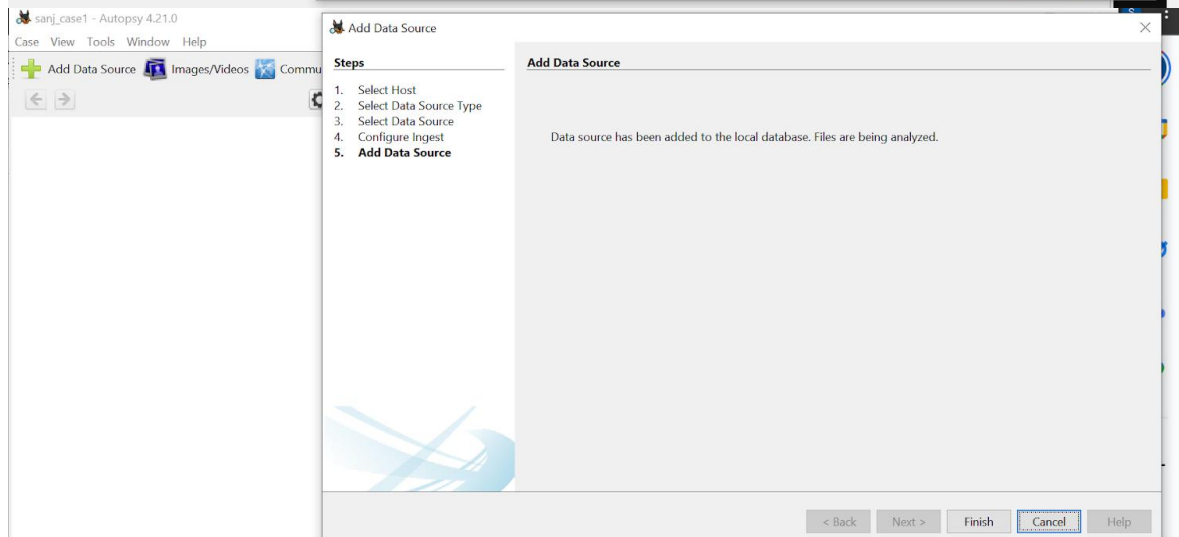 sanj_case1 - Autopsy 4.21.0
Case View Tools Window Help
Add Data Source Images/Videos Commu
Add Data Source
Steps
1. Select Host
2. Select Data Source Type
3. Select Data Source
4. Configure Ingest
5. Add Data Source
Add Data Source
Data source has been added to the local database. Files are being analyzed.
< Back Next > Finish Cancel Help